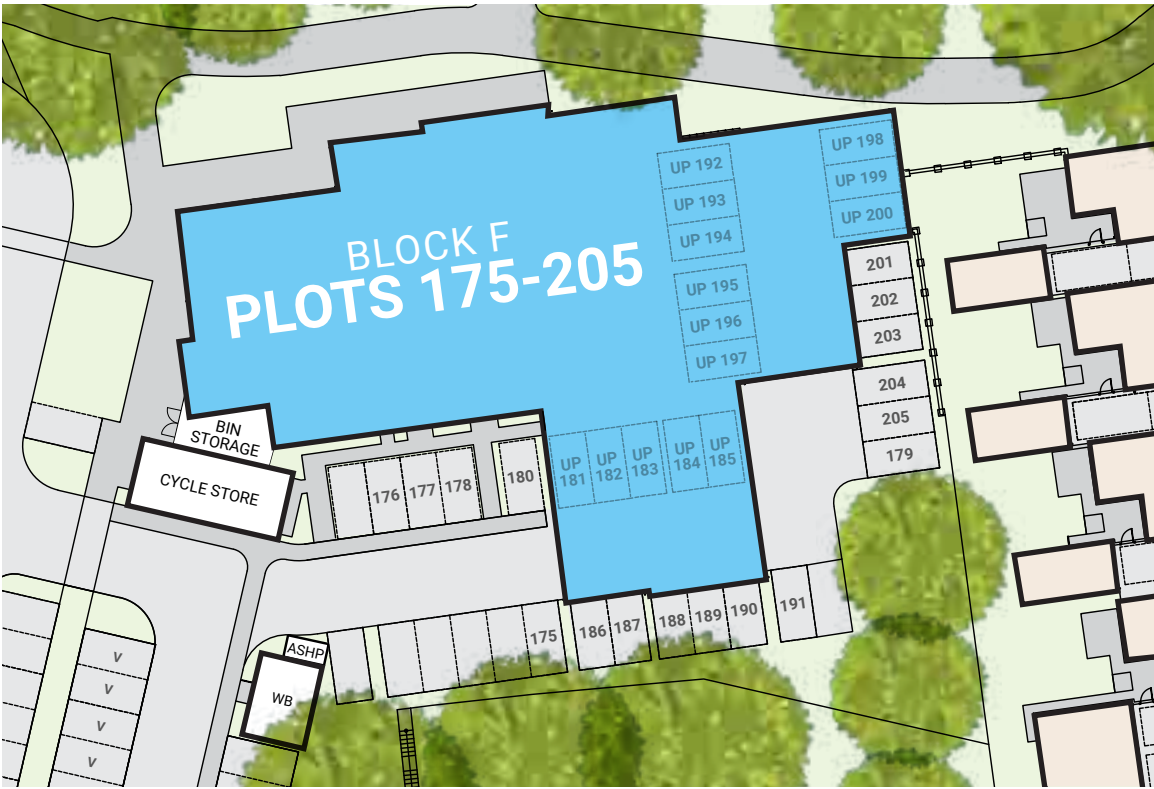 UP 198
UP 192
UP 199
UP 193
UP 200
UP 194
BLOCK F
PLOTS 175-205
201
UP 195
202
UP 196
203
UP 197
204
205
179
BIN
STORAGE
CYCLE STORE
176
177
178
180
UP
181
UP
182
UP
183
UP
184
UP
185
175
186
187
188
189
190
191
ASHP
WB
V
V
V
V